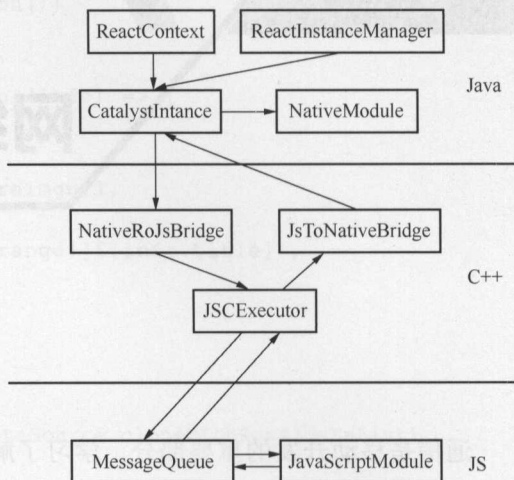 ReactContext
ReactInstanceManager
Java
CatalystIntance
NativeModule
NativeRoJsBridge
JsToNativeBridge
C++
JSCExecutor
MessageQueue
JavaScriptModule
JS